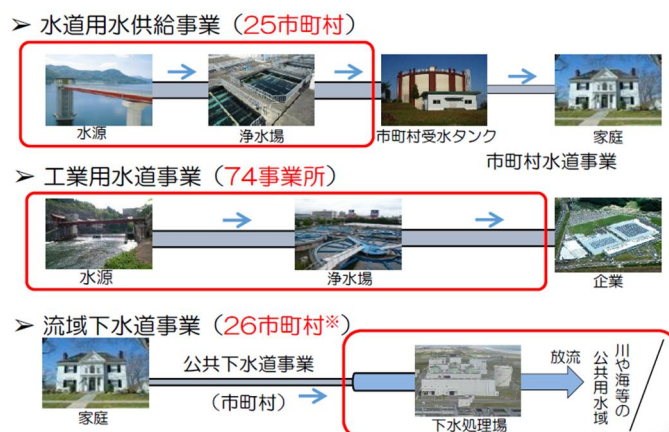 ➢ 水道用水供給事業（25市町村）
水源
浄水場
市町村受水タンク
家庭
市町村水道事業
➢ 工業用水道事業（74事業所）
水源
浄水場
企業
➢ 流域下水道事業（26市町村※）
家庭
公共下水道事業
（市町村）
下水処理場
放流
川や海等の
公共用水域